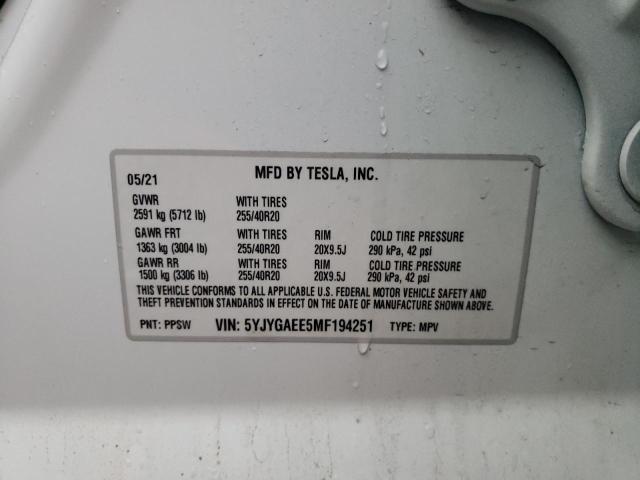 MFD BY TESLA, INC.
05/21
GVWR WITH TIRES
2591 kg (5712 lb) 255/40R20
GAWR FRT WITH TIRES RIM COLD TIRE PRESSURE
1363 kg (3004 lb) 255/40R20 20X9.5J 290 kPa, 42 psi
GAWR RR WITH TIRES RIM COLD TIRE PRESSURE
1500 kg (3306 lb) 255/40R20 20X9.5J 290 kPa, 42 psi
THIS VEHICLE CONFORMS TO ALL APPLICABLE U.S. FEDERAL MOTOR VEHICLE SAFETY AND
THEFT PREVENTION STANDARDS IN EFFECT ON THE DATE OF MANUFACTURE SHOWN ABOVE.
PNT: PPSW VIN: 5YJYGAEE5MF194251 TYPE: MPV